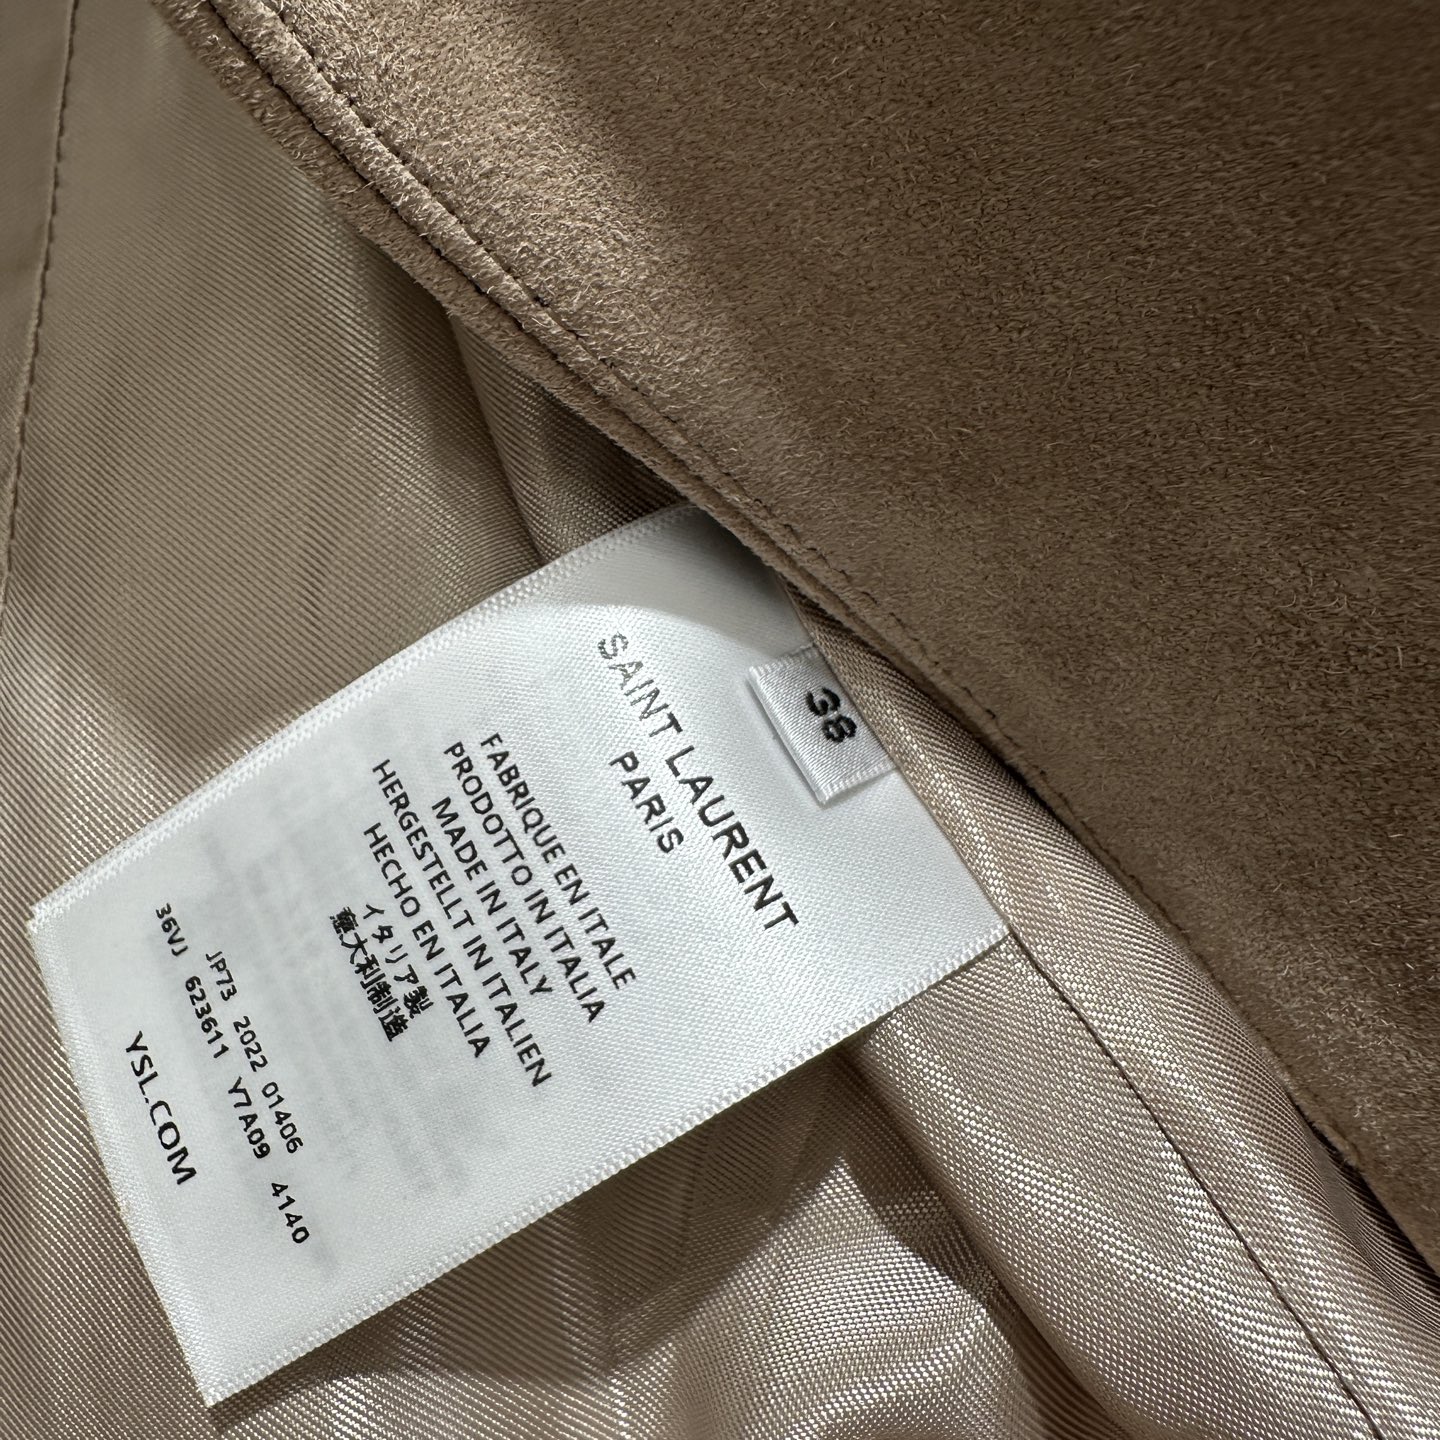 38
SAINT LAURENT
PARIS
FABRIQUE EN ITALE
PRODOTTO IN ITALIA
MADE IN ITALY
HERGESTELLT IN ITALIEN
HECHO EN ITALIA
イタリア製
意大利制造
JP73 2022 01406
36VJ 623611 Y7A09 4140
YSL.COM